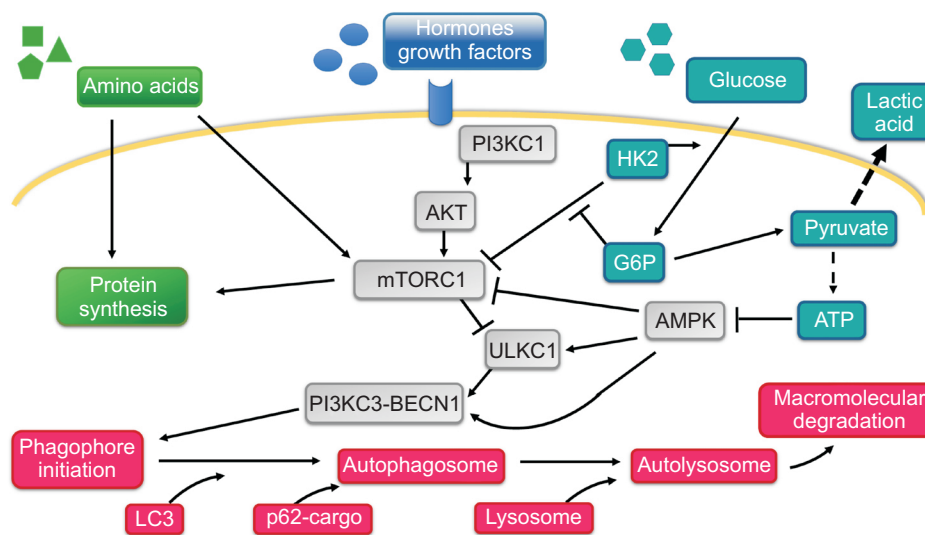 Hormones
growth factors
Amino acids
Glucose
Lactic
acid
PI3KC1
HK2
AKT
Pyruvate
G6P
mTORC1
Protein
synthesis
AMPK
ATP
ULKC1
PI3KC3-BECN1
Macromolecular
degradation
Phagophore
initiation
Autophagosome
Autolysosome
LC3
p62-cargo
Lysosome